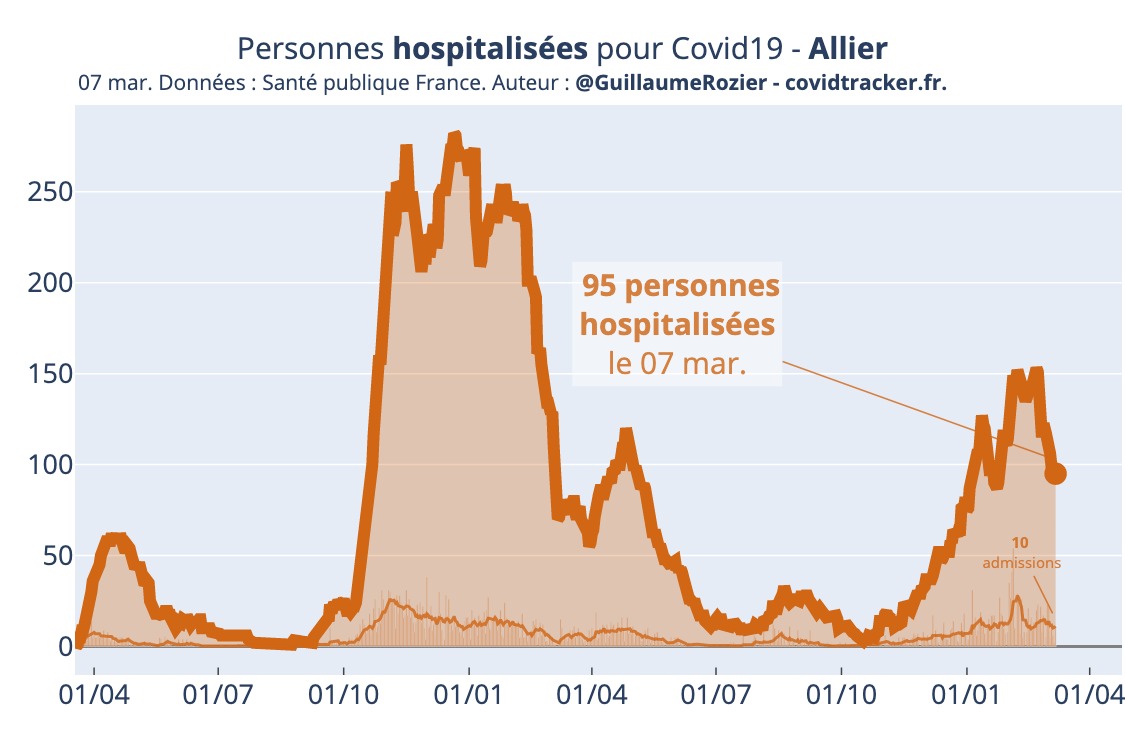 Personnes hospitalisées pour Covid19 - Allier
07 mar. Données : Santé publique France. Auteur : @GuillaumeRozier - covidtracker.fr.
250
200
150
100
50
0
95 personnes
hospitalisées
le 07 mar.
10
admissions
01/04 01/07 01/10 01/01 01/04 01/07 01/10 01/01 01/04